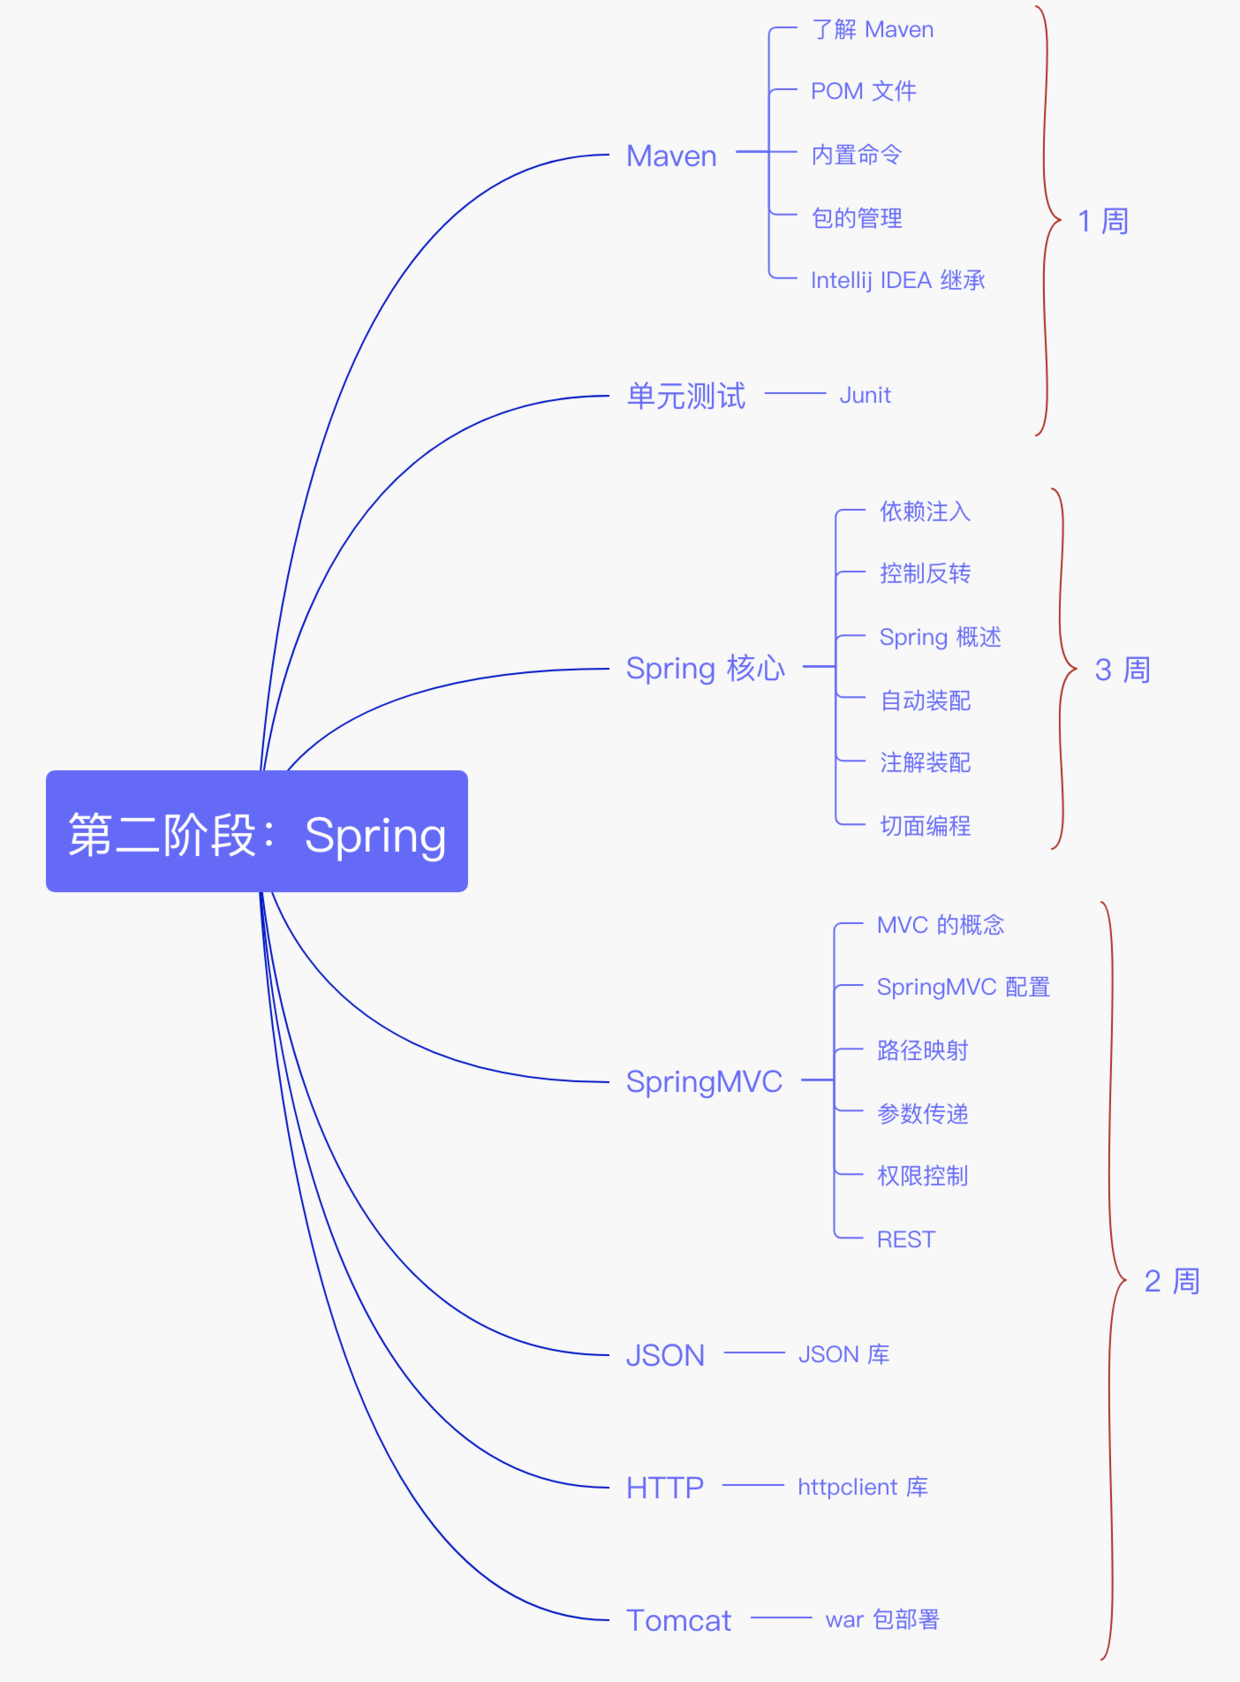 第二阶段：Spring
Maven
了解 Maven
POM 文件
内置命令
包的管理
Intellij IDEA 继承
单元测试
Junit
1 周
Spring 核心
依赖注入
控制反转
Spring 概述
自动装配
注解装配
切面编程
3 周
SpringMVC
MVC 的概念
SpringMVC 配置
路径映射
参数传递
权限控制
REST
JSON
JSON 库
HTTP
httpclient 库
Tomcat
war 包部署
2 周